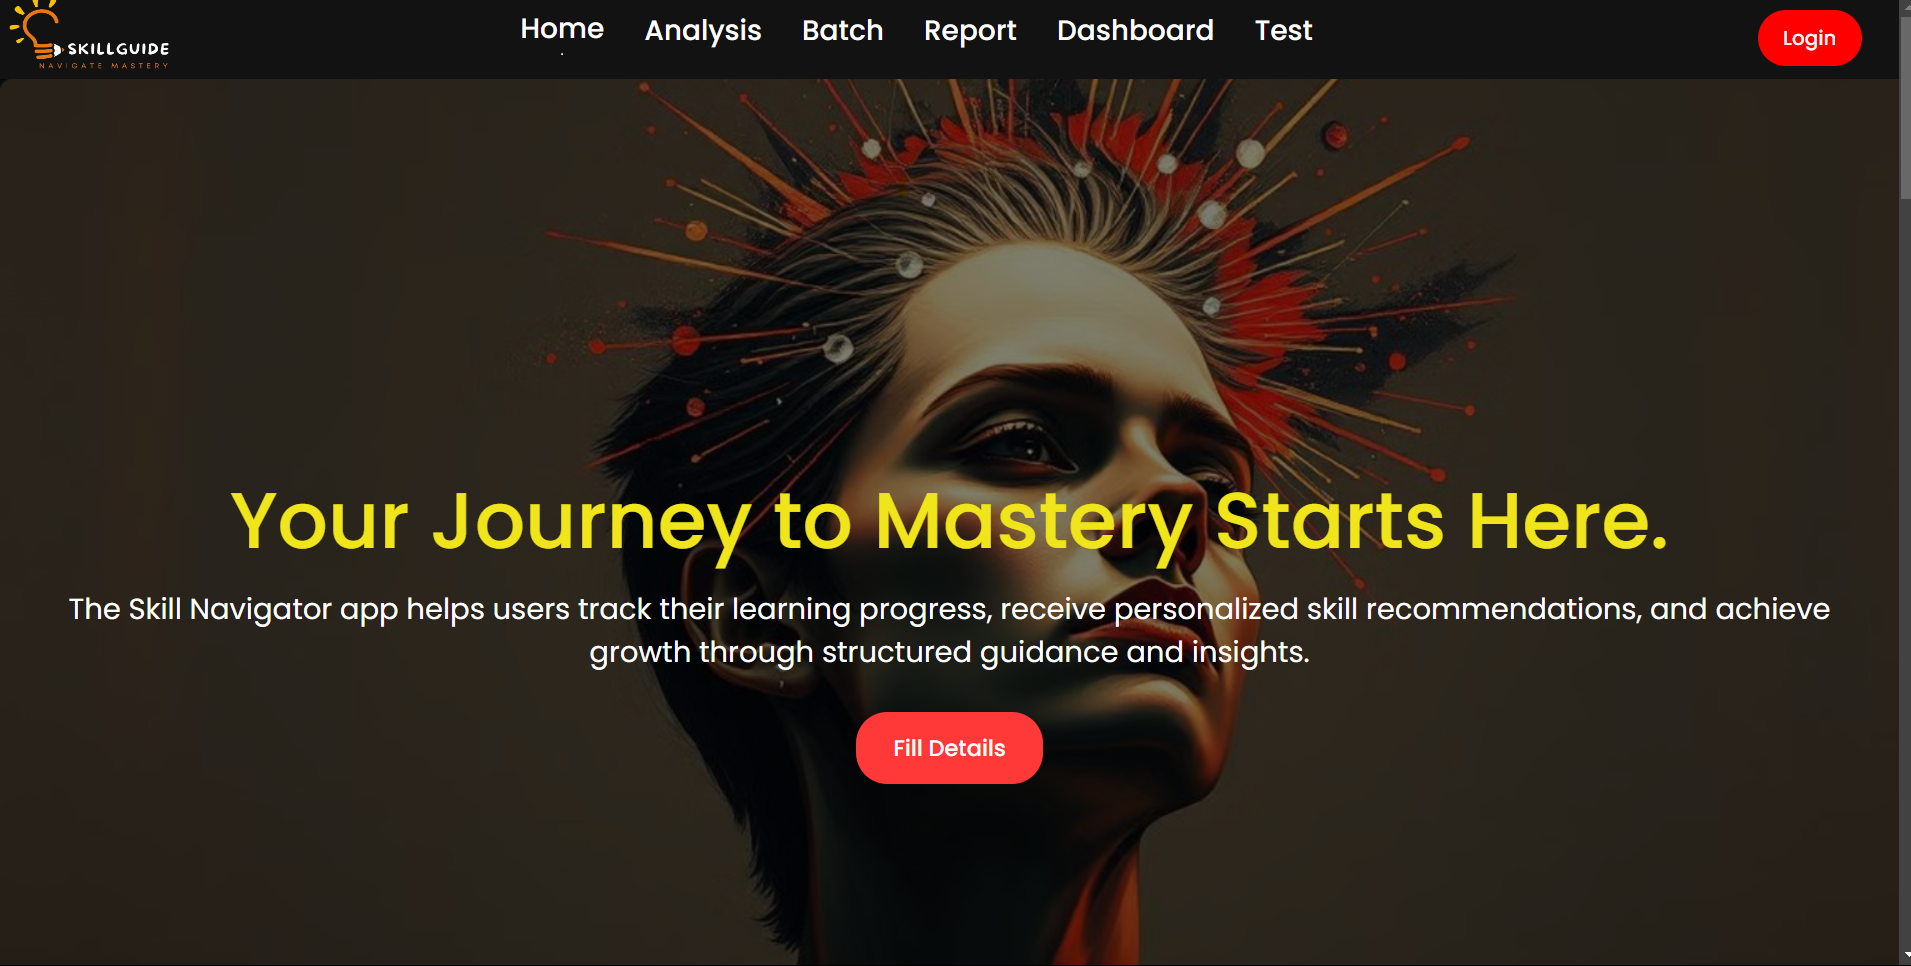 SKILLGUIDE
NAVIGATE MASTERY
Home Analysis Batch Report Dashboard Test
Login
Your Journey to Mastery Starts Here.
The Skill Navigator app helps users track their learning progress, receive personalized skill recommendations, and achieve
growth through structured guidance and insights.
Fill Details